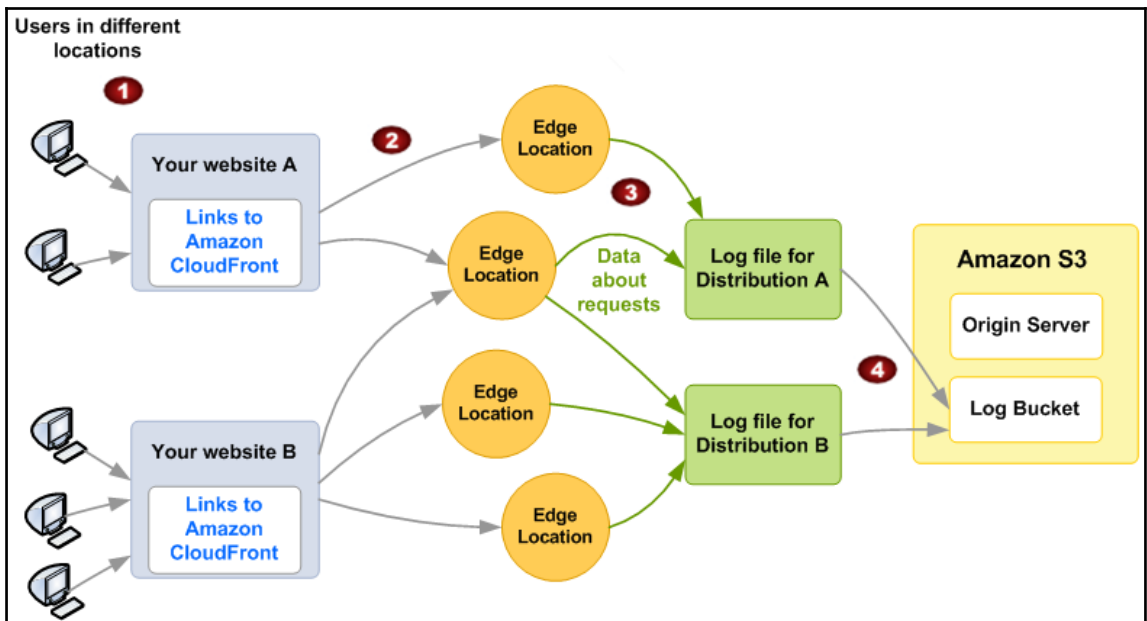 Users in different
locations
1
2
Edge
Location
Your website A
Links to
Amazon
CloudFront
3
Edge
Location
Data
about
requests
Log file for
Distribution A
Amazon S3
Origin Server
Log Bucket
4
Edge
Location
Log file for
Distribution B
Your website B
Links to
Amazon
CloudFront
Edge
Location